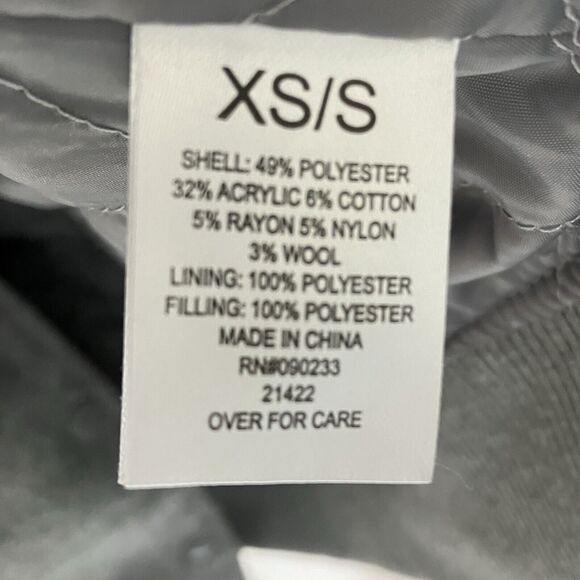 XS/S
SHELL: 49% POLYESTER
32% ACRYLIC 6% COTTON
5% RAYON 5% NYLON
3% WOOL
LINING: 100% POLYESTER
FILLING: 100% POLYESTER
MADE IN CHINA
RN#090233
21422
OVER FOR CARE